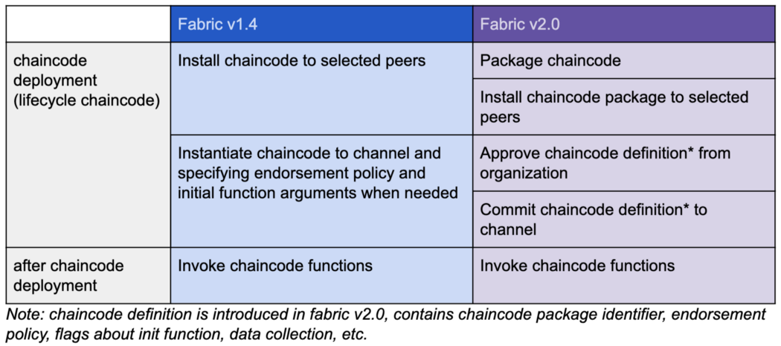 Fabric v1.4
Fabric v2.0
chaincode
deployment
(lifecycle chaincode)
Install chaincode to selected peers
Package chaincode
Install chaincode package to selected
peers
Instantiate chaincode to channel and
specifying endorsement policy and
initial function arguments when needed
Approve chaincode definition* from
organization
Commit chaincode definition* to
channel
after chaincode
deployment
Invoke chaincode functions
Invoke chaincode functions
Note: chaincode definition is introduced in fabric v2.0, contains chaincode package identifier, endorsement
policy, flags about init function, data collection, etc.